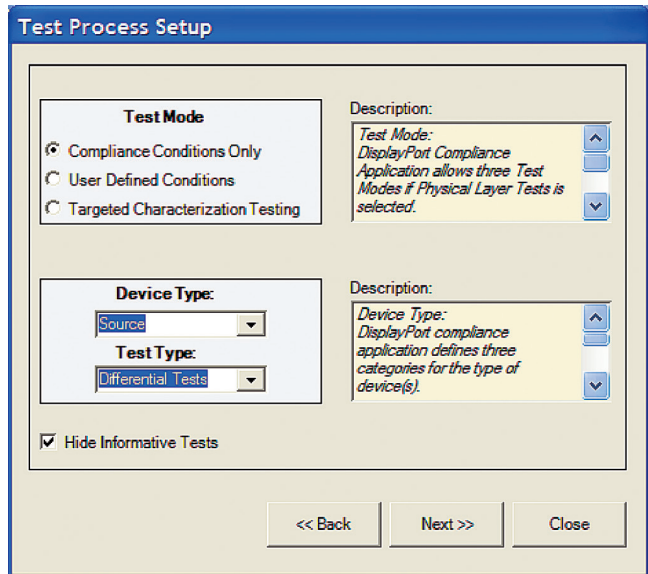 Test Process Setup
Test Mode
Compliance Conditions Only
User Defined Conditions
Targeted Characterization Testing
Description:
Test Mode:
DisplayPort Compliance
Application allows three Test
Modes if Physical Layer Tests is
selected.
Device Type:
Source
Test Type:
Differential Tests
Description:
Device Type:
DisplayPort compliance
application defines three
categories for the type of
device(s).
Hide Informative Tests
<< Back
Next >>
Close